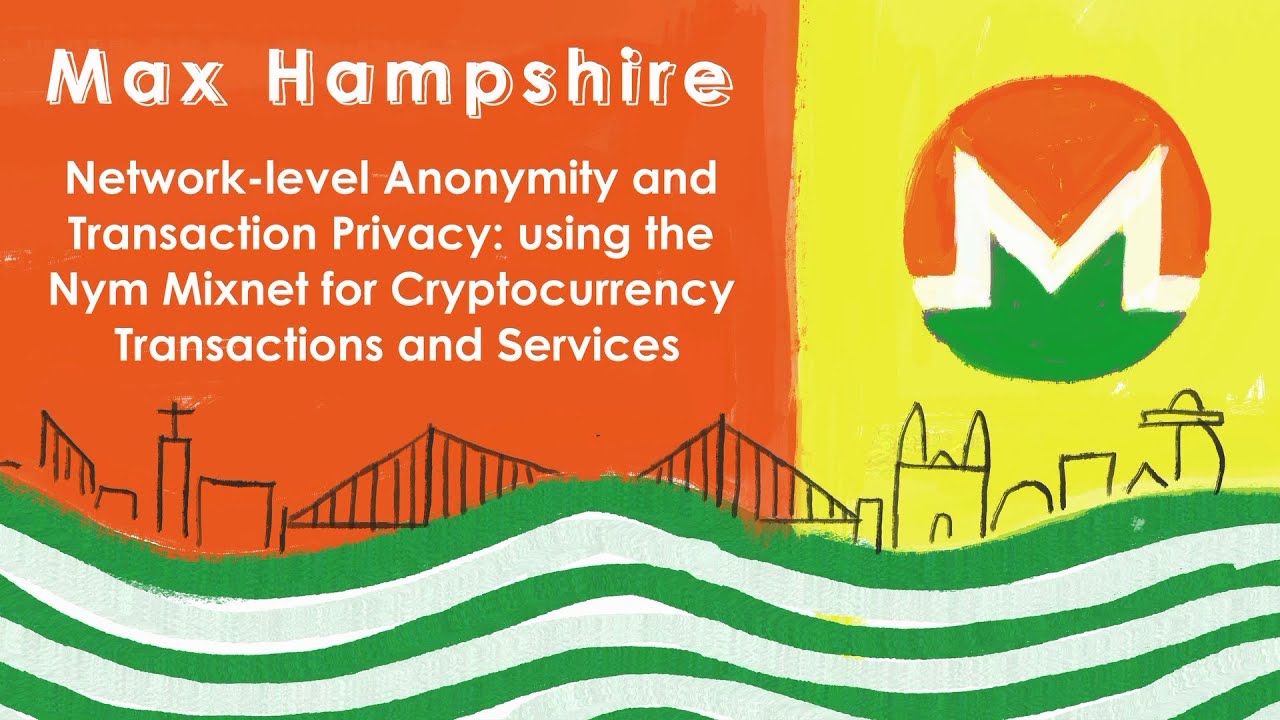 Max Hampshire
Network-level Anonymity and
Transaction Privacy: using the
Nym Mixnet for Cryptocurrency
Transactions and Services